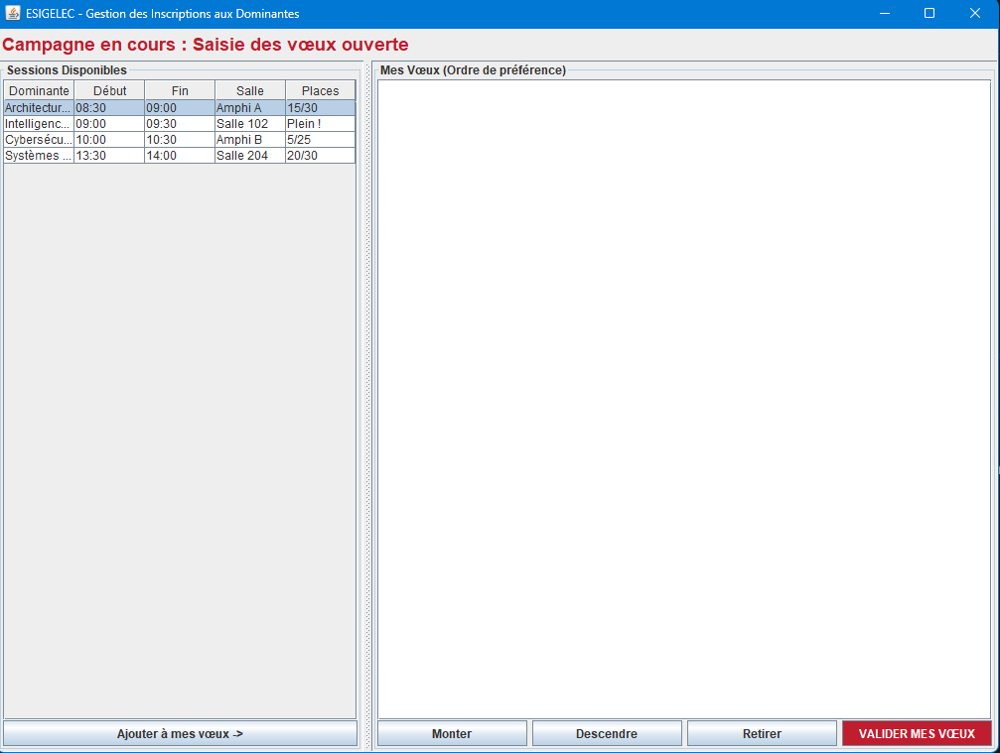 ESIGELEC - Gestion des Inscriptions aux Dominantes
Campagne en cours : Saisie des vœux ouverte
Sessions Disponibles
Dominante Début Fin Salle Places
Architectur... 08:30 09:00 Amphi A 15/30
Intelligenc... 09:00 09:30 Salle 102 Plein !
Cybersécu... 10:00 10:30 Amphi B 5/25
Systèmes ... 13:30 14:00 Salle 204 20/30
Ajouter à mes vœux ->
Mes Vœux (Ordre de préférence)
Monter Descendre Retirer VALIDER MES VŒUX